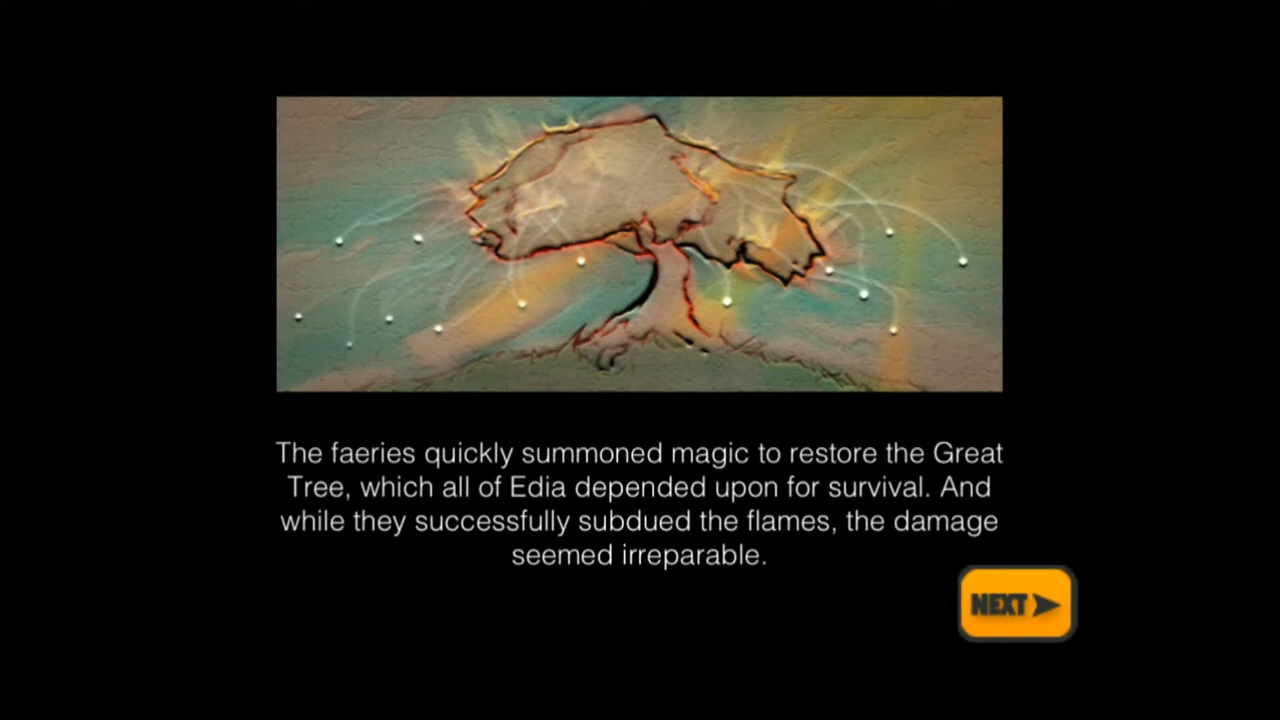 The faeries quickly summoned magic to restore the Great
Tree, which all of Edia depended upon for survival. And
while they successfully subdued the flames, the damage
seemed irreparable.
NEXT